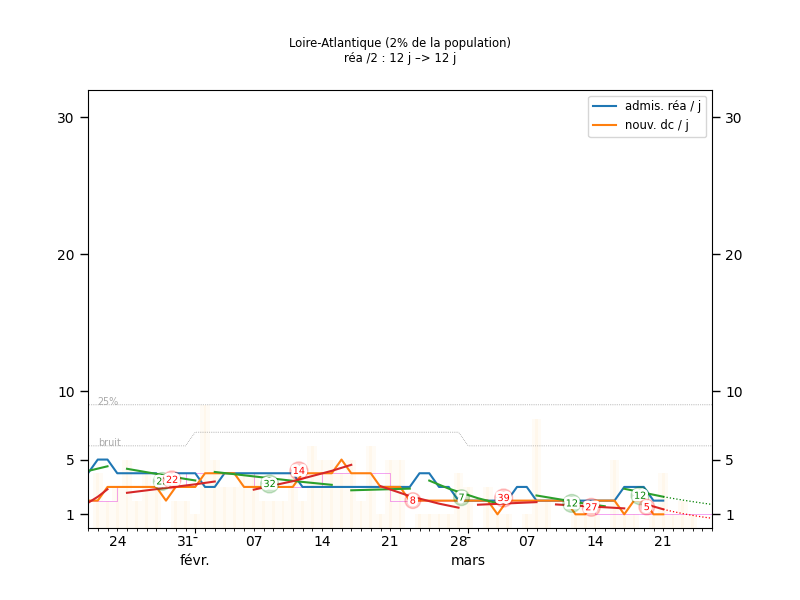 Loire-Atlantique (2% de la population)
réa /2 : 12 j –> 12 j
admis. réa / j
nouv. dc / j
30 30
20 20
10 10
25%
bruit
5 5
14
22
32
7
39
8
12
27
12
5
1 1
24 31 07 14 21 28 07 14 21
févr. mars